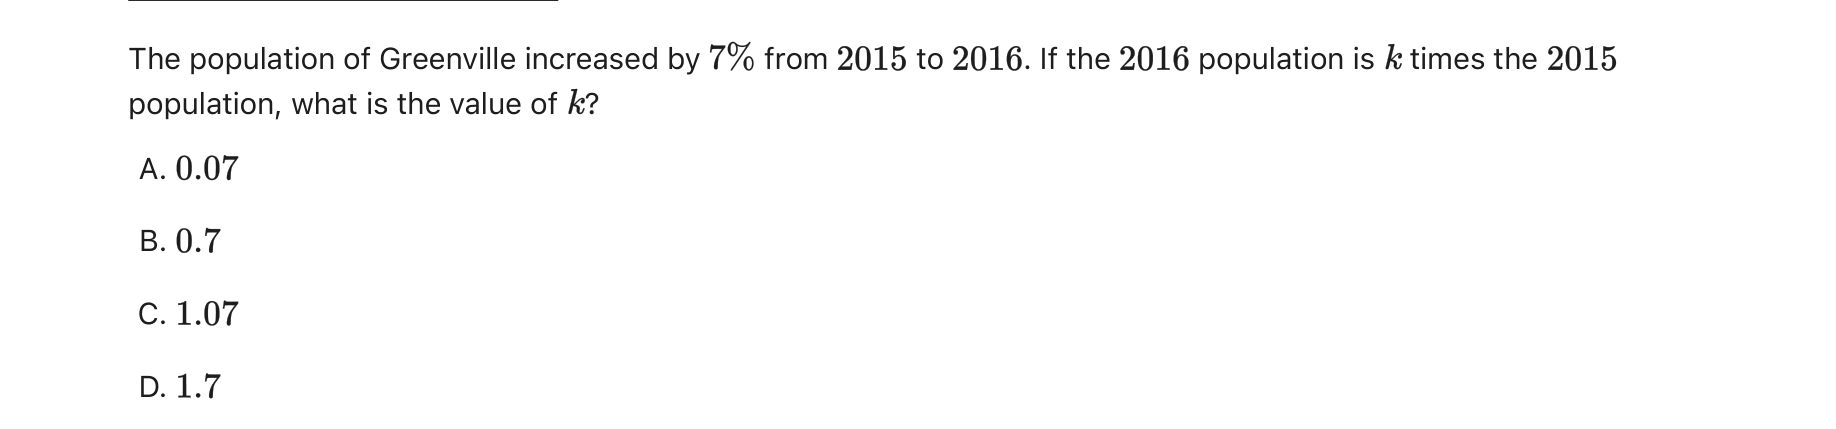 The population of Greenville increased by 7% from 2015 to 2016. If the 2016 population is k times the 2015
population, what is the value of k?
A. 0.07
B. 0.7
C. 1.07
D. 1.7